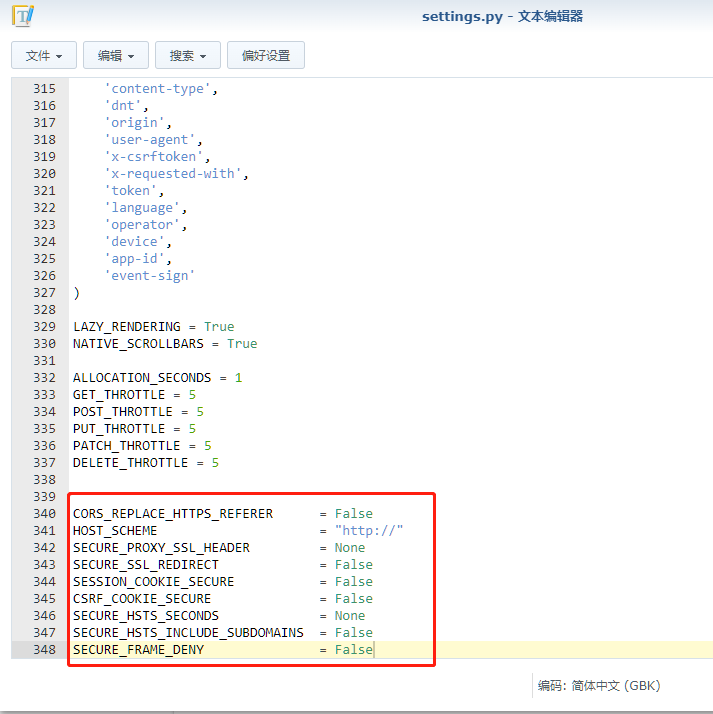 settings.py - 文本编辑器
文件 编辑 搜索 偏好设置
315 'content-type',
316 'dnt',
317 'origin',
318 'user-agent',
319 'x-csrftoken',
320 'x-requested-with',
321 'token',
322 'language',
323 'operator',
324 'device',
325 'app-id',
326 'event-sign'
327 )
328
329 LAZY_RENDERING = True
330 NATIVE_SCROLLBARS = True
331
332 ALLOCATION_SECONDS = 1
333 GET_THROTTLE = 5
334 POST_THROTTLE = 5
335 PUT_THROTTLE = 5
336 PATCH_THROTTLE = 5
337 DELETE_THROTTLE = 5
338
339
340 CORS_REPLACE_HTTPS_REFERER = False
341 HOST_SCHEME = "http://"
342 SECURE_PROXY_SSL_HEADER = None
343 SECURE_SSL_REDIRECT = False
344 SESSION_COOKIE_SECURE = False
345 CSRF_COOKIE_SECURE = False
346 SECURE_HSTS_SECONDS = None
347 SECURE_HSTS_INCLUDE_SUBDOMAINS = False
348 SECURE_FRAME_DENY = False
编码: 简体中文 (GBK)